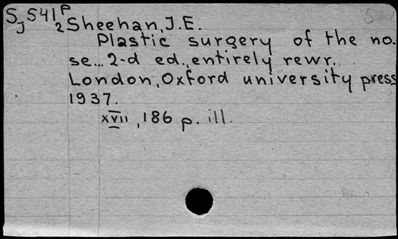 SJ541P
2Sheehan,J.E.
Plastic surgery of the no.
se... 2-d ed., entirely rewr.
London, Oxford university press
1937.
xvii, 186 p. ill.